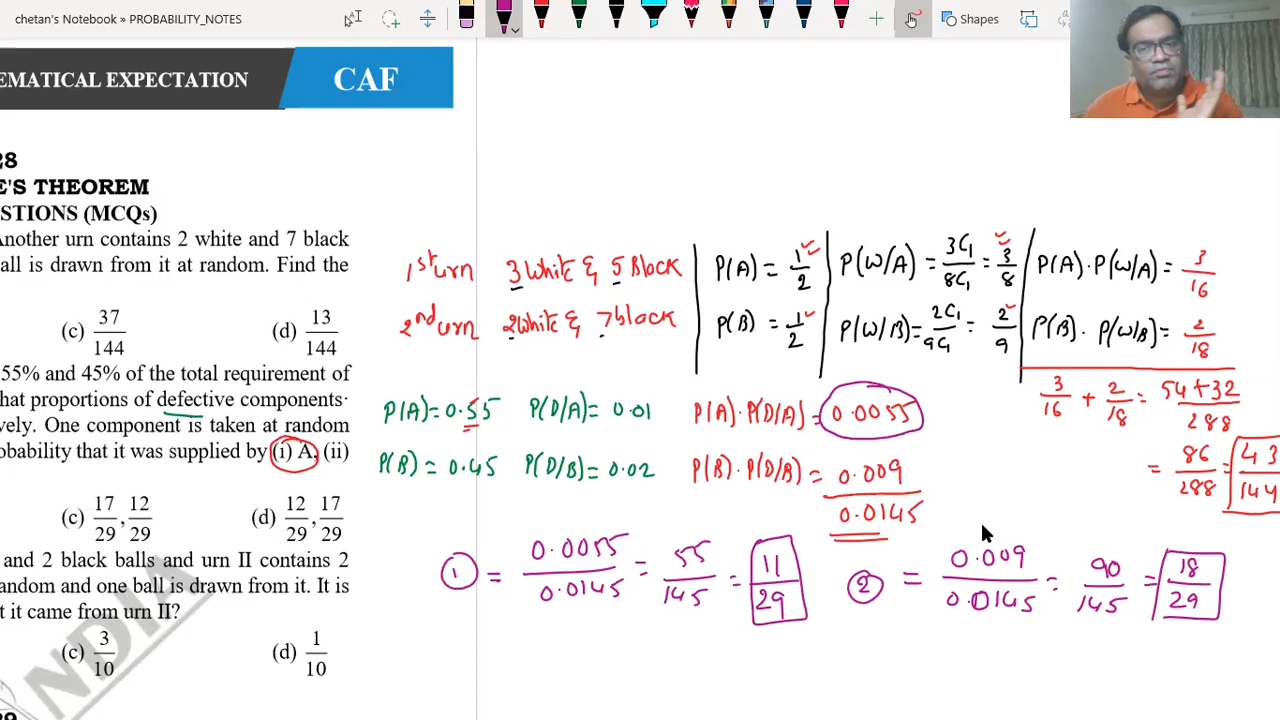 chetan's Notebook » PROBABILITY_NOTES
Shapes
EMATICAL EXPECTATION
CAF
28
E'S THEOREM
STIONS (MCQs)
Another urn contains 2 white and 7 black
all is drawn from it at random. Find the
(c) 37/144 (d) 13/144
55% and 45% of the total requirement of
hat proportions of defective components
vely. One component is taken at random
obability that it was supplied by (i) A, (ii)
(c) 17/29, 12/29 (d) 12/29, 17/29
and 2 black balls and urn II contains 2
andom and one ball is drawn from it. It is
t it came from urn II?
(c) 3/10 (d) 1/10
29
NDIA
1st urn 3 White & 5 Block P(A) = 1/2 P(W/A) = 3C1/8C1 = 3/8 P(A) · P(W/A) = 3/16
2nd urn 2 White & 7 block P(B) = 1/2 P(W/B) = 2C1/9C1 = 2/9 P(B) · P(W/B) = 2/18
3/16 + 2/18 = 54+32/288
= 86/288 = 43/144
P(A) = 0.55 P(D/A) = 0.01 P(A) · P(D/A) = 0.0055
P(B) = 0.45 P(D/B) = 0.02 P(B) · P(D/B) = 0.009
0.0145
① = 0.0055/0.0145 = 55/145 = 11/29
② = 0.009/0.0145 = 90/145 = 18/29